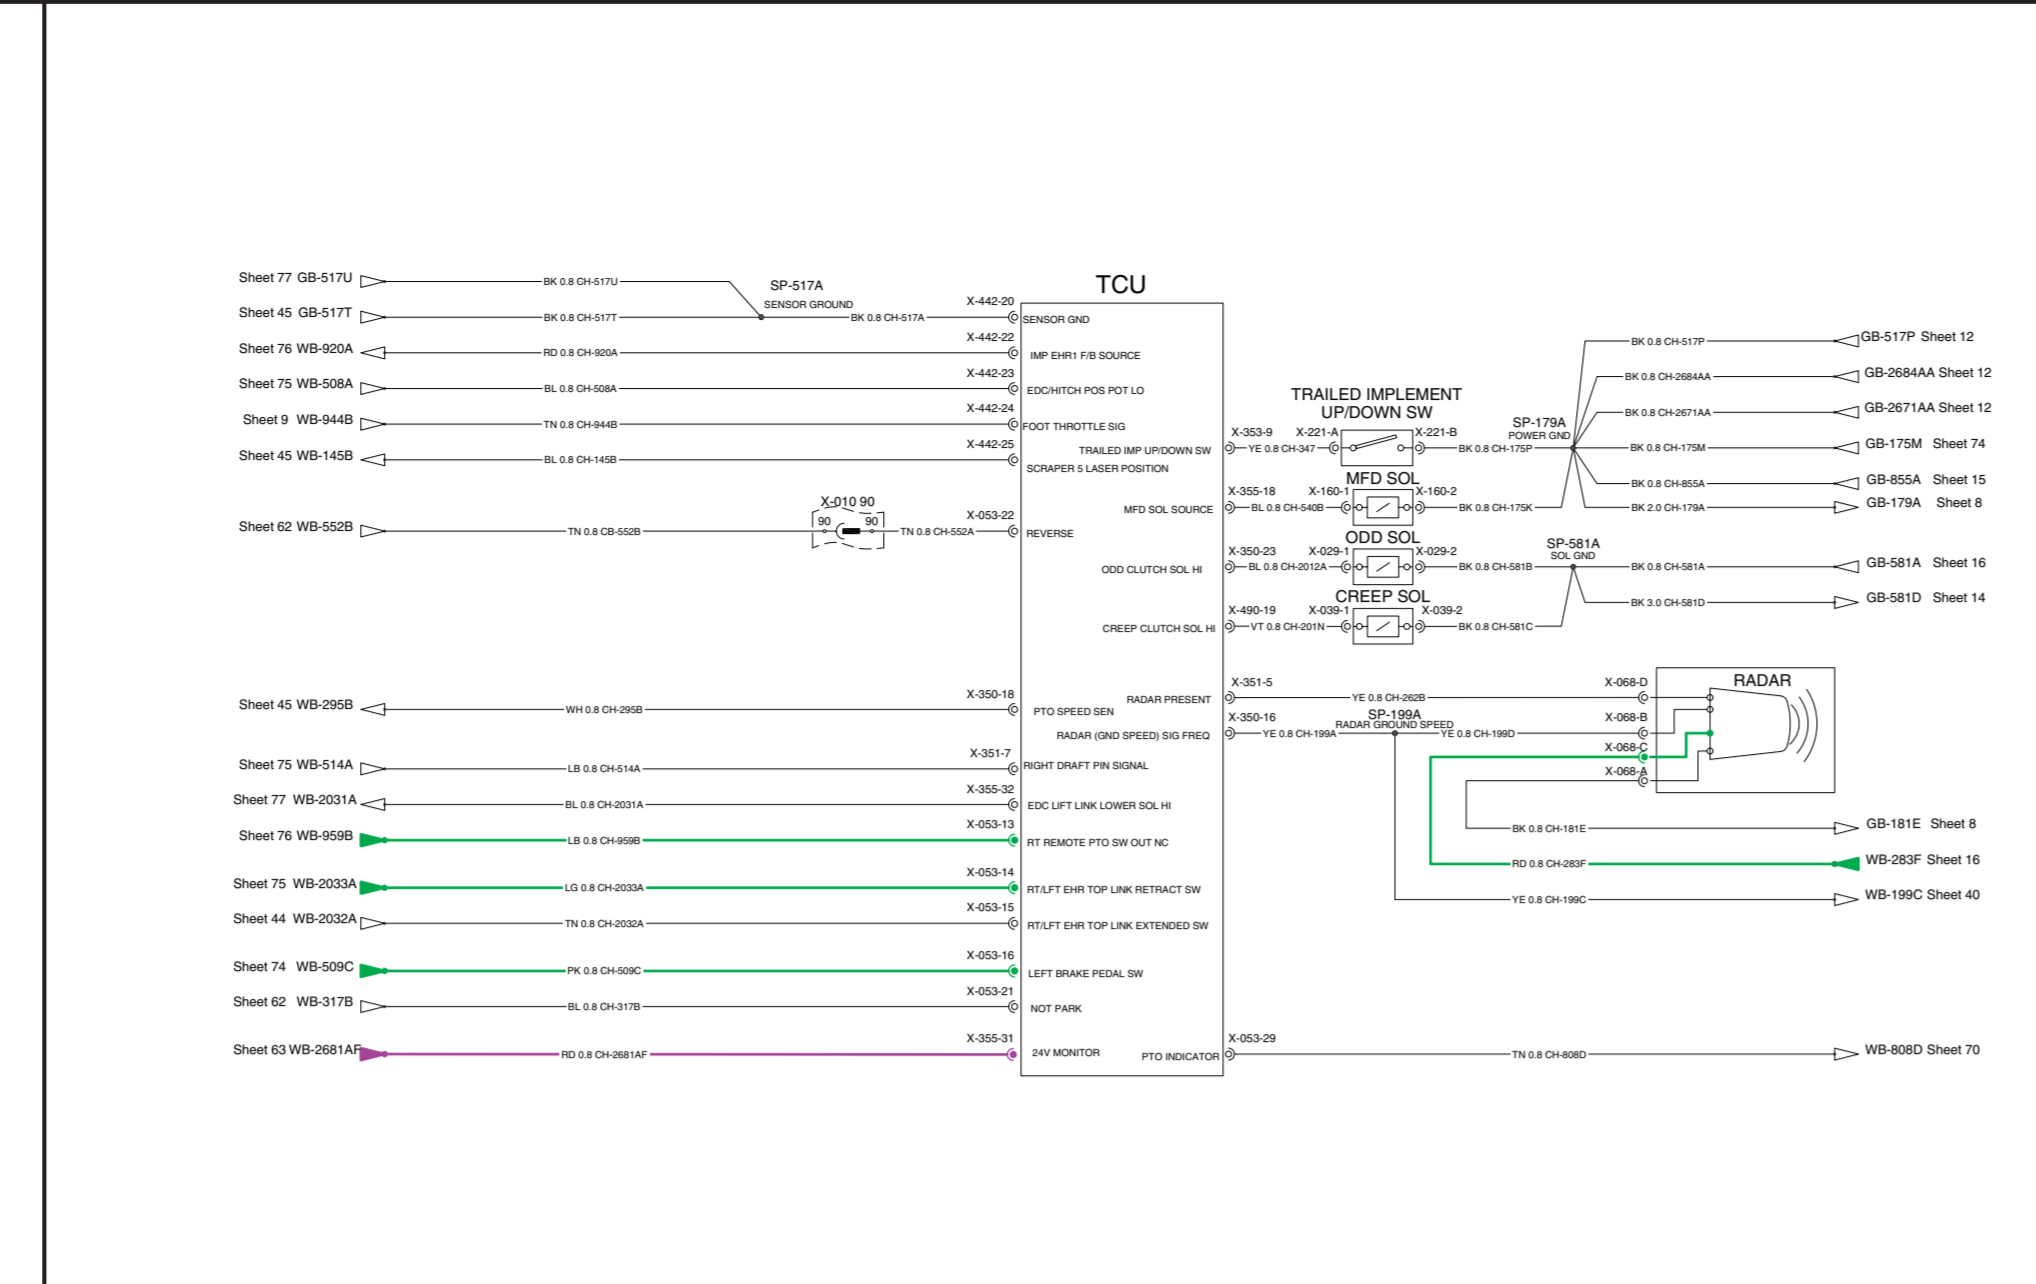 TCU
Sheet 77 GB-517U
BK 0.8 CH-517U
SP-517A
SENSOR GROUND
Sheet 45 GB-517T
BK 0.8 CH-517T
BK 0.8 CH-517A
X-442-20
SENSOR GND
Sheet 76 WB-920A
RD 0.8 CH-920A
X-442-22
IMP EHR1 F/B SOURCE
Sheet 75 WB-508A
BL 0.8 CH-508A
X-442-23
EDC/HITCH POS POT LO
Sheet 9 WB-944B
TN 0.8 CH-944B
X-442-24
FOOT THROTTLE SIG
Sheet 45 WB-145B
BL 0.8 CH-145B
X-442-25
SCRAPER 5 LASER POSITION
Sheet 62 WB-552B
TN 0.8 CB-552B
X-010 90
90 90
TN 0.8 CH-552A
X-053-22
REVERSE
Sheet 45 WB-295B
WH 0.8 CH-295B
X-350-18
PTO SPEED SEN
Sheet 75 WB-514A
LB 0.8 CH-514A
X-351-7
RIGHT DRAFT PIN SIGNAL
Sheet 77 WB-2031A
BL 0.8 CH-2031A
X-355-32
EDC LIFT LINK LOWER SOL HI
Sheet 76 WB-959B
LB 0.8 CH-959B
X-053-13
RT REMOTE PTO SW OUT NC
Sheet 75 WB-2033A
LG 0.8 CH-2033A
X-053-14
RT/LFT EHR TOP LINK RETRACT SW
Sheet 44 WB-2032A
TN 0.8 CH-2032A
X-053-15
RT/LFT EHR TOP LINK EXTENDED SW
Sheet 74 WB-509C
PK 0.8 CH-509C
X-053-16
LEFT BRAKE PEDAL SW
Sheet 62 WB-317B
BL 0.8 CH-317B
X-053-21
NOT PARK
Sheet 63 WB-2681AF
RD 0.8 CH-2681AF
X-355-31
24V MONITOR
TRAILED IMP UP/DOWN SW
X-353-9
YE 0.8 CH-347
X-221-A
TRAILED IMPLEMENT
UP/DOWN SW
X-221-B
BK 0.8 CH-175P
SP-179A
POWER GND
BK 0.8 CH-517P
GB-517P Sheet 12
BK 0.8 CH-2684AA
GB-2684AA Sheet 12
BK 0.8 CH-2671AA
GB-2671AA Sheet 12
BK 0.8 CH-175M
GB-175M Sheet 74
BK 0.8 CH-855A
GB-855A Sheet 15
BK 2.0 CH-179A
GB-179A Sheet 8
MFD SOL SOURCE
X-355-18
BL 0.8 CH-540B
X-160-1
MFD SOL
X-160-2
BK 0.8 CH-175K
ODD CLUTCH SOL HI
X-350-23
BL 0.8 CH-2012A
X-029-1
ODD SOL
X-029-2
BK 0.8 CH-581B
SP-581A
SOL GND
BK 0.8 CH-581A
GB-581A Sheet 16
BK 3.0 CH-581D
GB-581D Sheet 14
CREEP CLUTCH SOL HI
X-490-19
VT 0.8 CH-201N
X-039-1
CREEP SOL
X-039-2
BK 0.8 CH-581C
RADAR PRESENT
X-351-5
YE 0.8 CH-262B
X-068-D
RADAR
RADAR (GND SPEED) SIG FREQ
X-350-16
YE 0.8 CH-199A
SP-199A
RADAR GROUND SPEED
YE 0.8 CH-199D
X-068-B
X-068-C
X-068-A
BK 0.8 CH-181E
GB-181E Sheet 8
RD 0.8 CH-283F
WB-283F Sheet 16
YE 0.8 CH-199C
WB-199C Sheet 40
PTO INDICATOR
X-053-29
TN 0.8 CH-808D
WB-808D Sheet 70